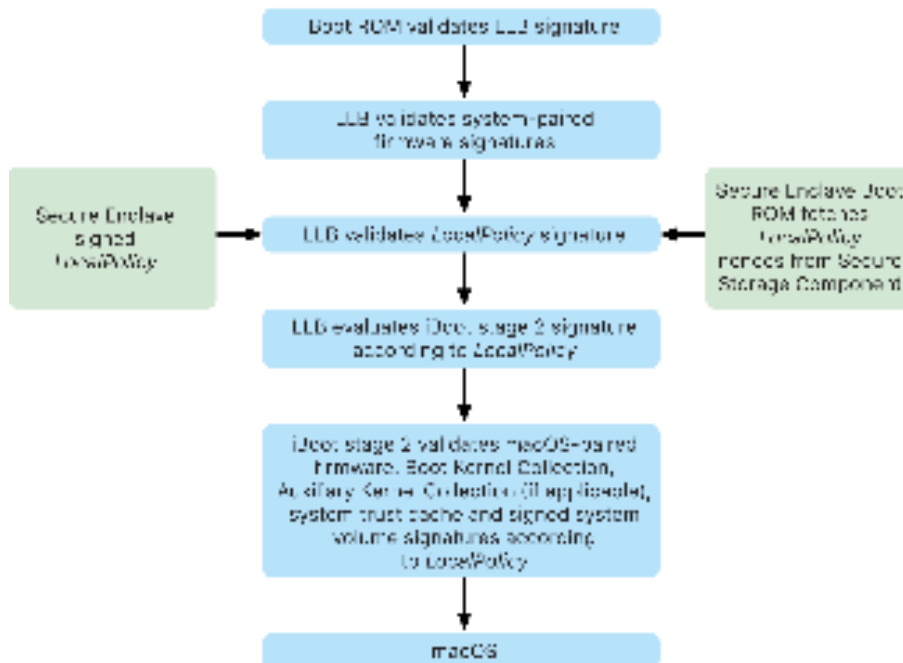 Boot ROM validates LLB signature
LLB validates system-paired
firmware signatures
Secure Enclave
signed
LocalPolicy
LLB validates LocalPolicy signature
Secure Enclave Boot
ROM fetches
LocalPolicy
nonces from Secure
Storage Component
LLB evaluates iBoot stage 2 signature
according to LocalPolicy
iBoot stage 2 validates macOS-paired
firmware, Boot Kernel Collection,
Auxiliary Kernel Collection (if applicable),
system trust cache and signed system
volume signatures according
to LocalPolicy
macOS